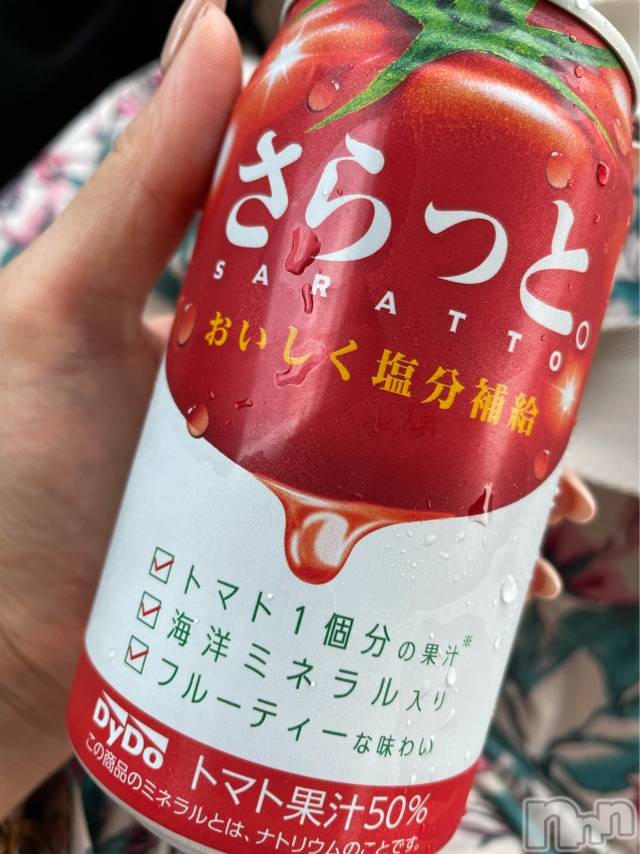 さらっと。
SARATTO
おいしく塩分補給
トマト1個分の果汁※
海洋ミネラル入り
フルーティーな味わい
DyDo
トマト果汁50%
この商品のミネラルとは、ナトリウムのことです。